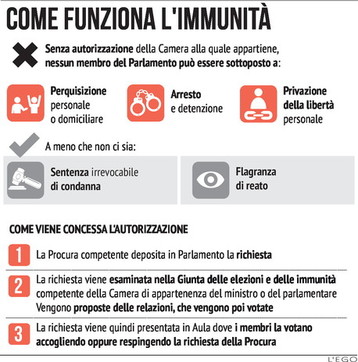 COME FUNZIONA L'IMMUNITÀ
Senza autorizzazione della Camera alla quale appartiene,
nessun membro del Parlamento può essere sottoposto a:
Perquisizione
personale
o domiciliare
Arresto
e detenzione
Privazione
della libertà
personale
A meno che non ci sia:
Sentenza irrevocabile
di condanna
Flagranza
di reato
COME VIENE CONCESSA L'AUTORIZZAZIONE
1 La Procura competente deposita in Parlamento la richiesta
2 La richiesta viene esaminata nella Giunta delle elezioni e delle immunità
competente della Camera di appartenenza del ministro o del parlamentare
Vengono proposte delle relazioni, che vengono poi votate
3 La richiesta viene quindi presentata in Aula dove i membri la votano
accogliendo oppure respingendo la richiesta della Procura
L'EGO